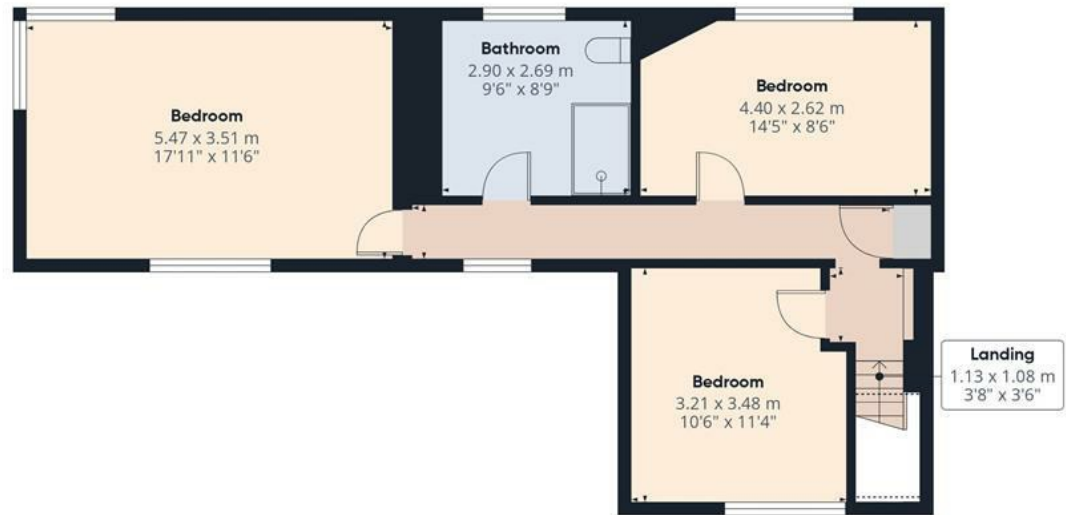 Bedroom
5.47 x 3.51 m
17'11" x 11'6"
Bathroom
2.90 x 2.69 m
9'6" x 8'9"
Bedroom
4.40 x 2.62 m
14'5" x 8'6"
Bedroom
3.21 x 3.48 m
10'6" x 11'4"
Landing
1.13 x 1.08 m
3'8" x 3'6"